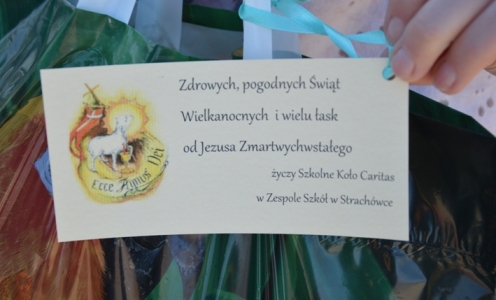 Zdrowych, pogodnych Świąt
Wielkanocnych i wielu łask
od Jezusa Zmartwychwstałego
życzy Szkolne Koło Caritas
w Zespole Szkół w Strachówce
Ecce Agnus Dei